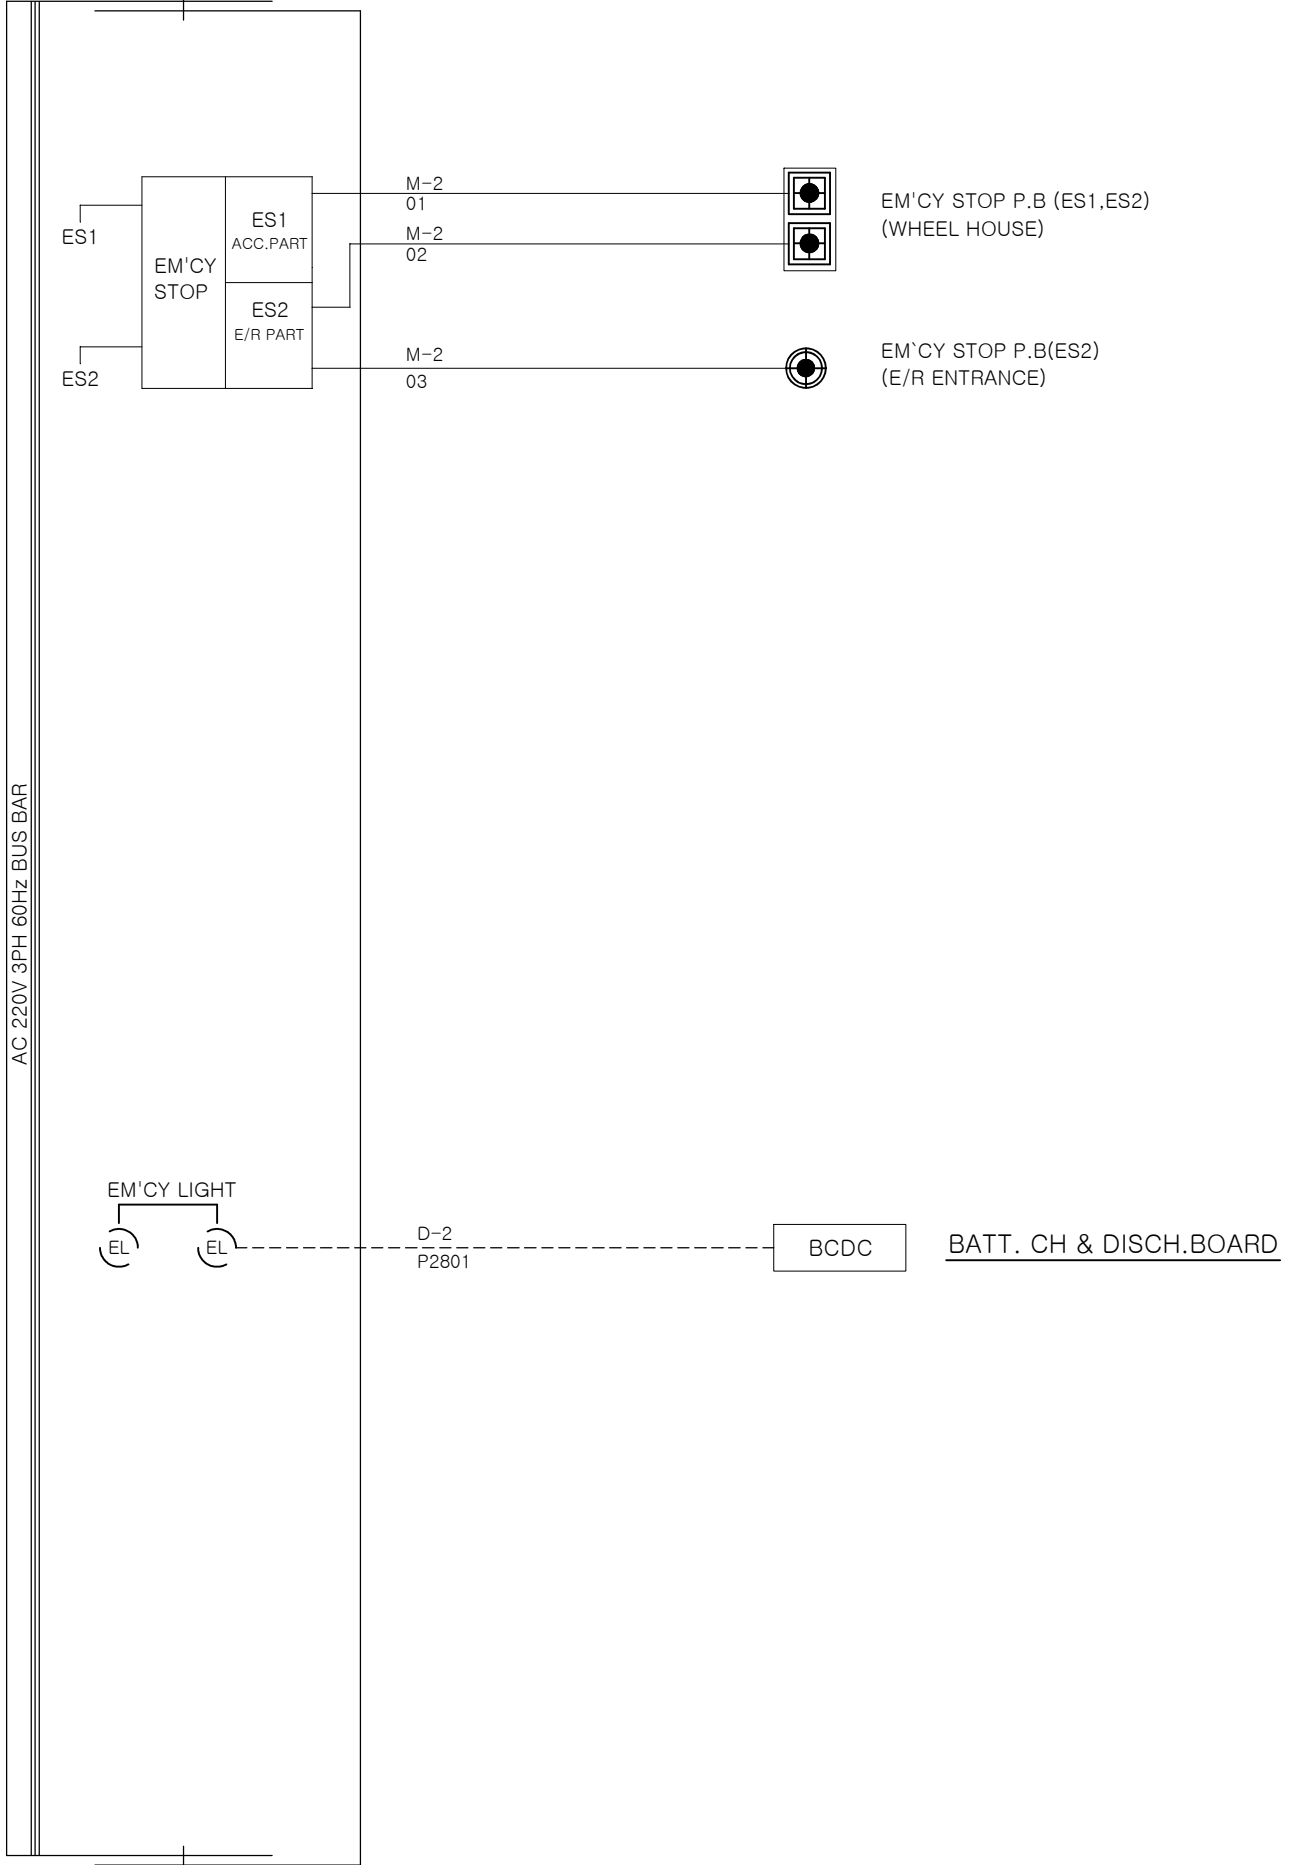 M-2
01
EM'CY STOP P.B (ES1,ES2)
(WHEEL HOUSE)
ES1
ES1
ACC.PART
M-2
02
EM'CY
STOP
ES2
E/R PART
M-2
03
EM`CY STOP P.B(ES2)
(E/R ENTRANCE)
ES2
AC 220V 3PH 60Hz BUS BAR
EM'CY LIGHT
EL
EL
D-2
P2801
BCDC
BATT. CH & DISCH.BOARD